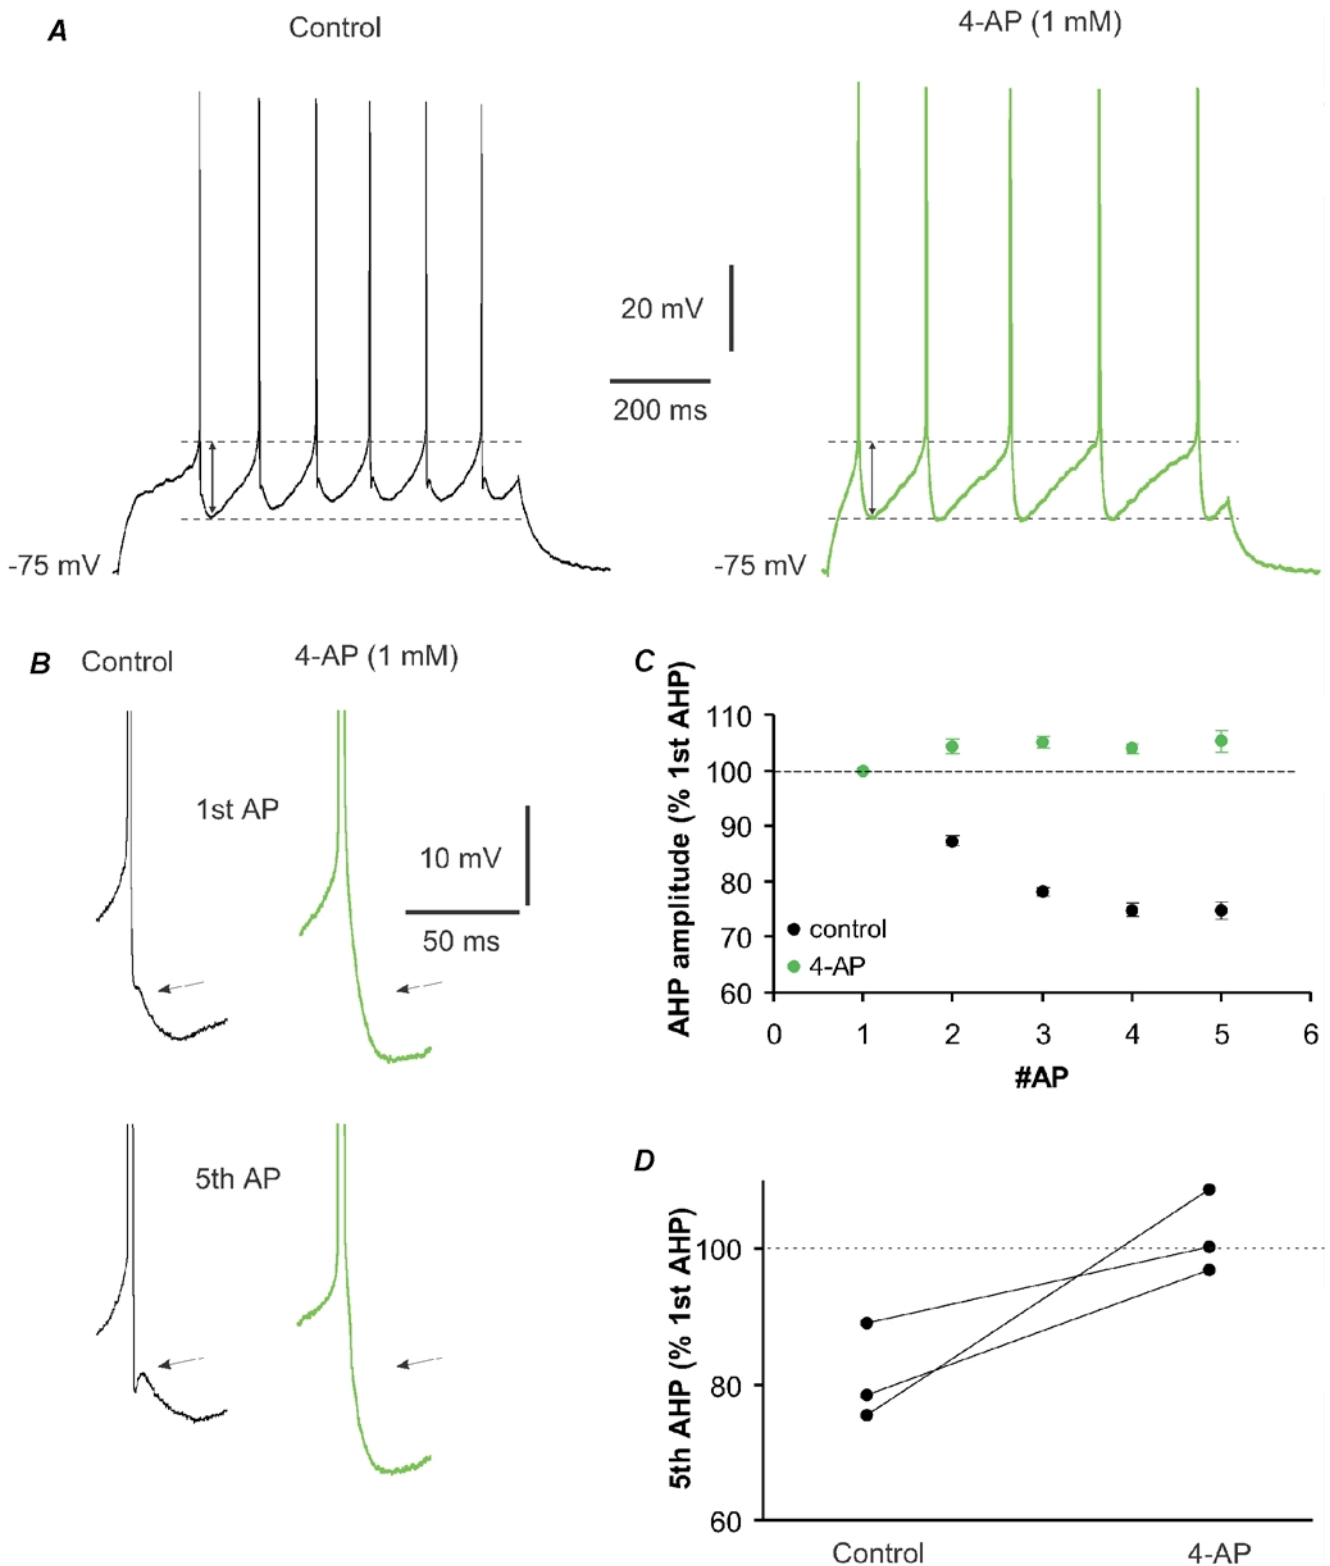 A
Control
4-AP (1 mM)
20 mV
200 ms
-75 mV
-75 mV
B
Control
4-AP (1 mM)
1st AP
10 mV
50 ms
5th AP
C
AHP amplitude (% 1st AHP)
110
100
90
80
70
60
control
4-AP
0 1 2 3 4 5 6
#AP
D
5th AHP (% 1st AHP)
100
80
60
Control 4-AP